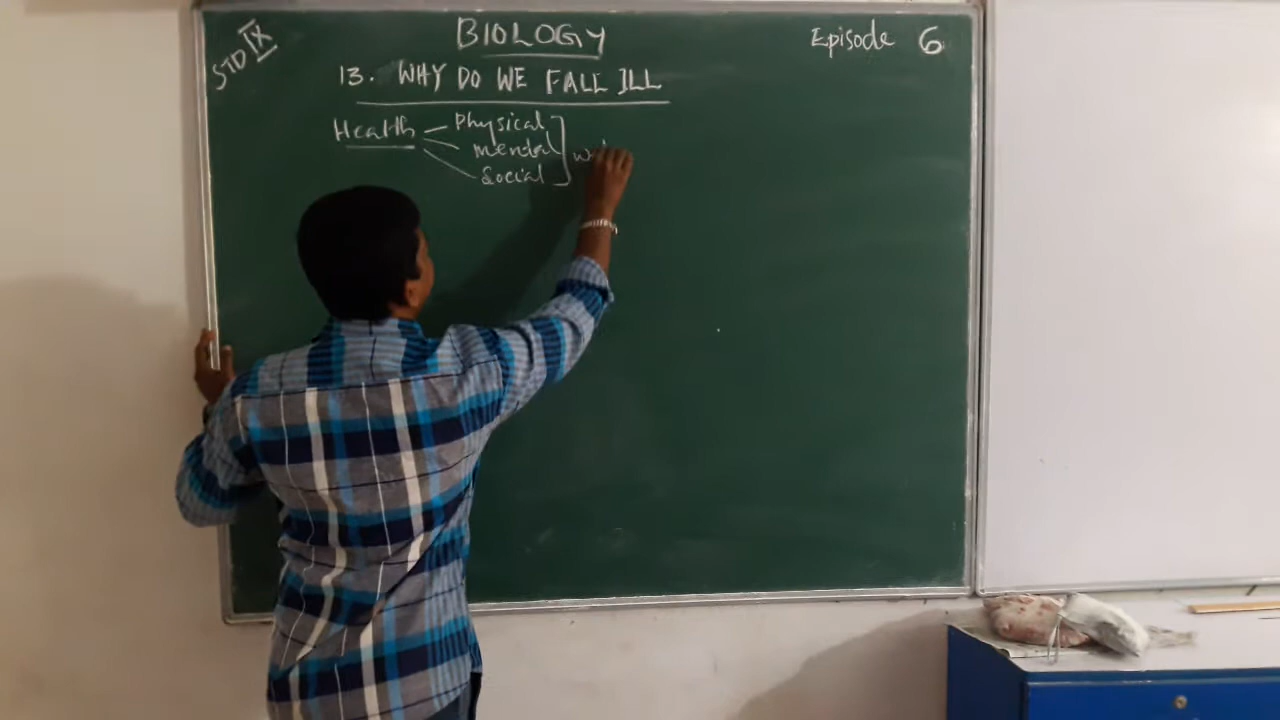 STD IX
BIOLOGY
Episode 6
13. WHY DO WE FALL ILL
Health
Physical
Mental
Social